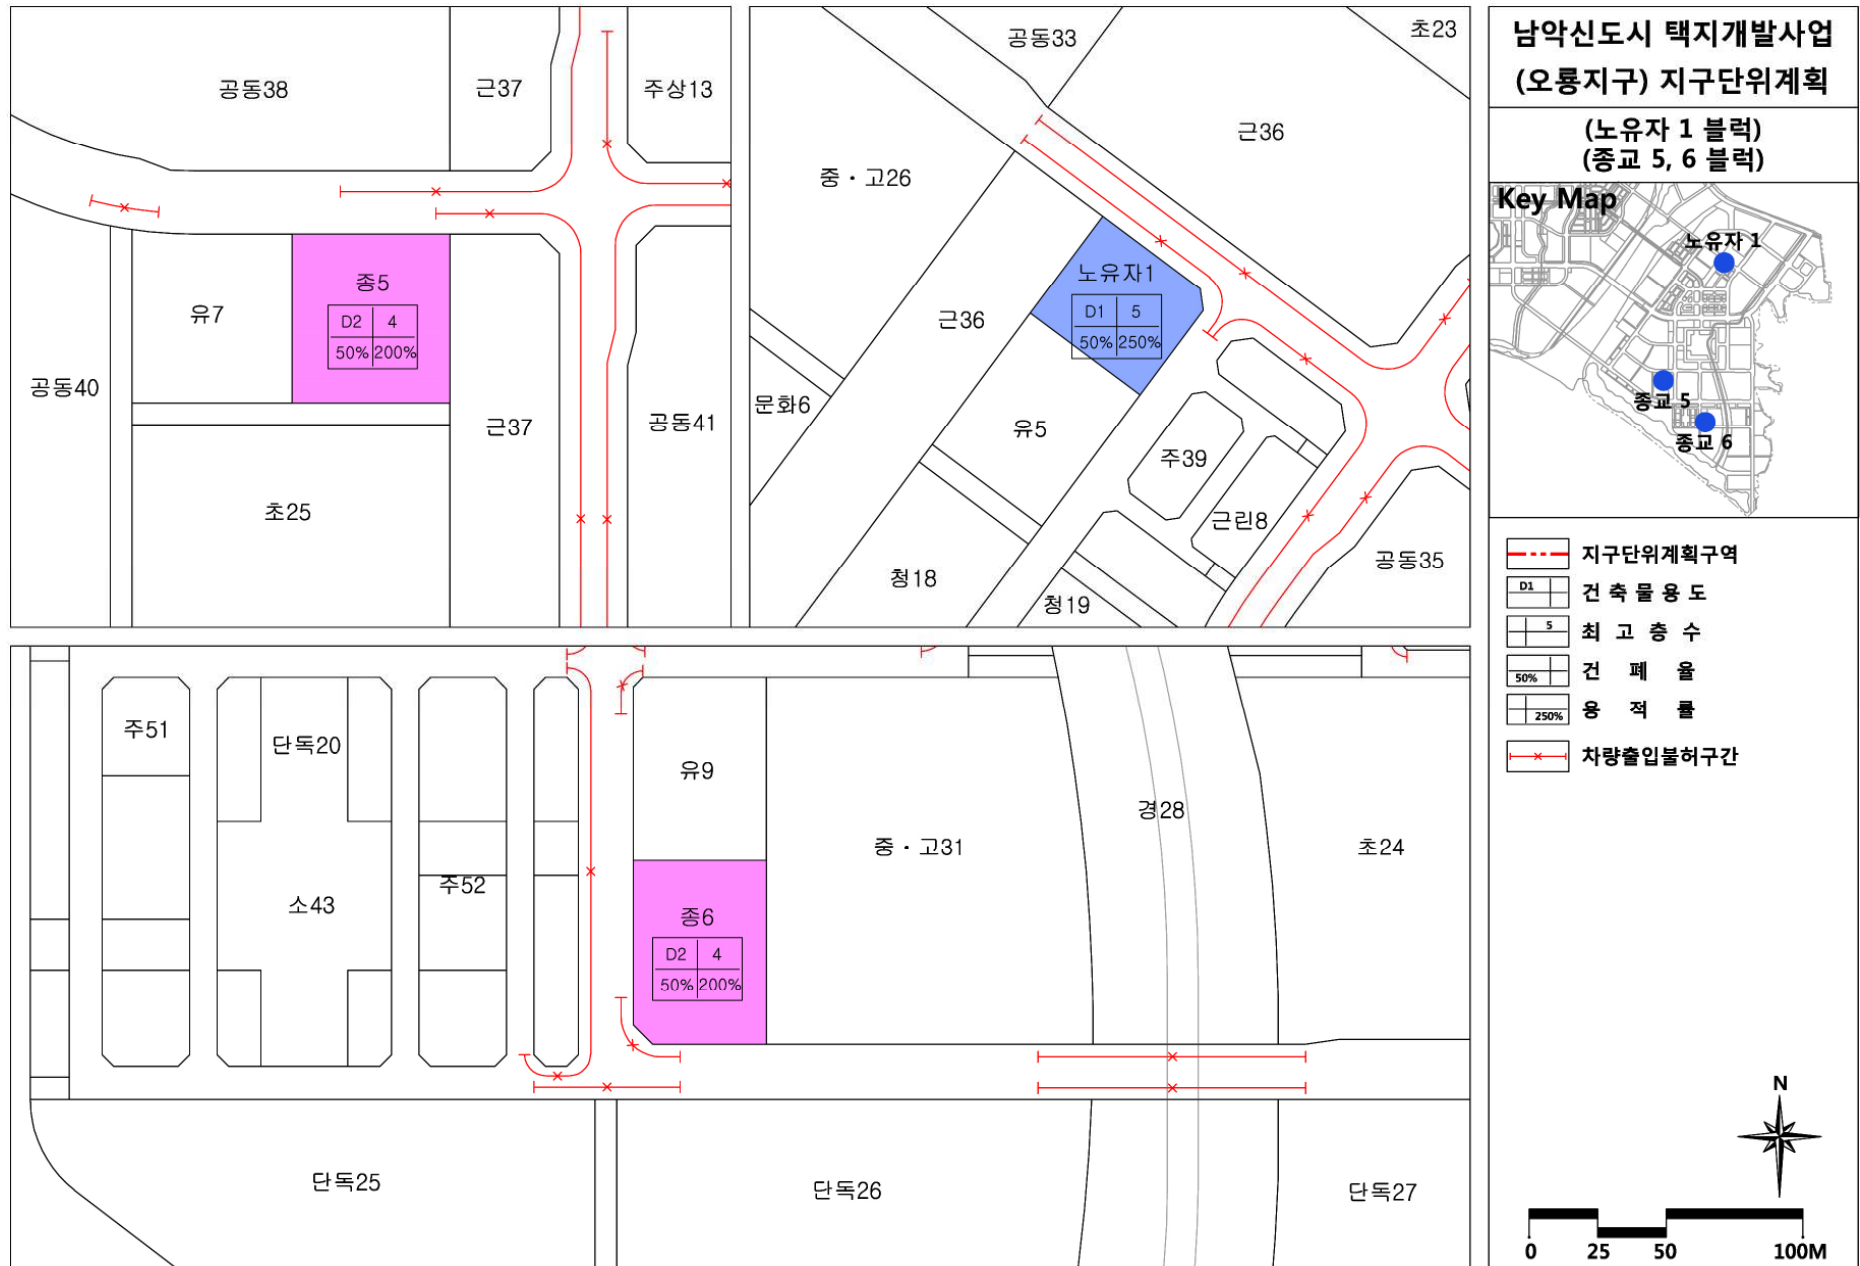 공동38
근37
주상13
종5
D2 4
50% 200%
유7
공동40
근37
공동41
초25
공동33
초23
근36
중・고26
노유자1
D1 5
50% 250%
근36
문화6
유5
주39
근린8
청18
청19
공동35
주51
단독20
유9
경28
중・고31
초24
주52
소43
종6
D2 4
50% 200%
단독25
단독26
단독27
남악신도시 택지개발사업
(오룡지구) 지구단위계획
(노유자 1 블럭)
(종교 5, 6 블럭)
Key Map
노유자 1
종교 5
종교 6
지구단위계획구역
D1 건 축 물 용 도
5 최 고 층 수
50% 건 폐 율
250% 용 적 률
차량출입불허구간
N
0 25 50 100M